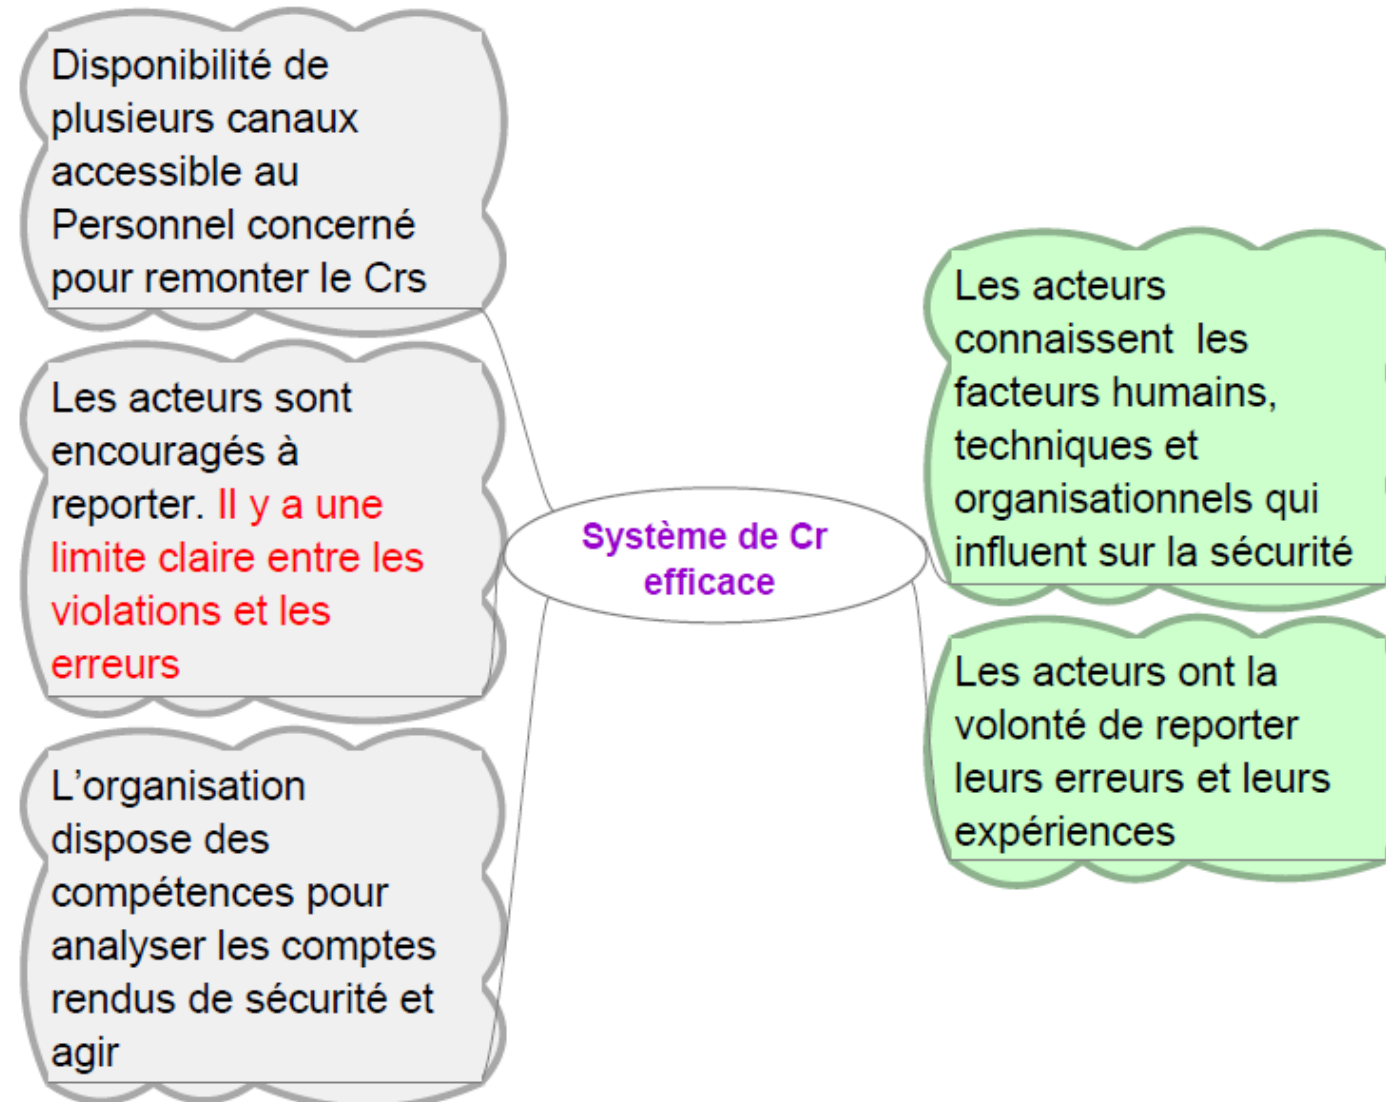 Disponibilité de
plusieurs canaux
accessible au
Personnel concerné
pour remonter le Crs
Les acteurs sont
encouragés à
reporter. Il y a une
limite claire entre les
violations et les
erreurs
L’organisation
dispose des
compétences pour
analyser les comptes
rendus de sécurité et
agir
Système de Cr
efficace
Les acteurs
connaissent  les
facteurs humains,
techniques et
organisationnels qui
influent sur la sécurité
Les acteurs ont la
volonté de reporter
leurs erreurs et leurs
expériences